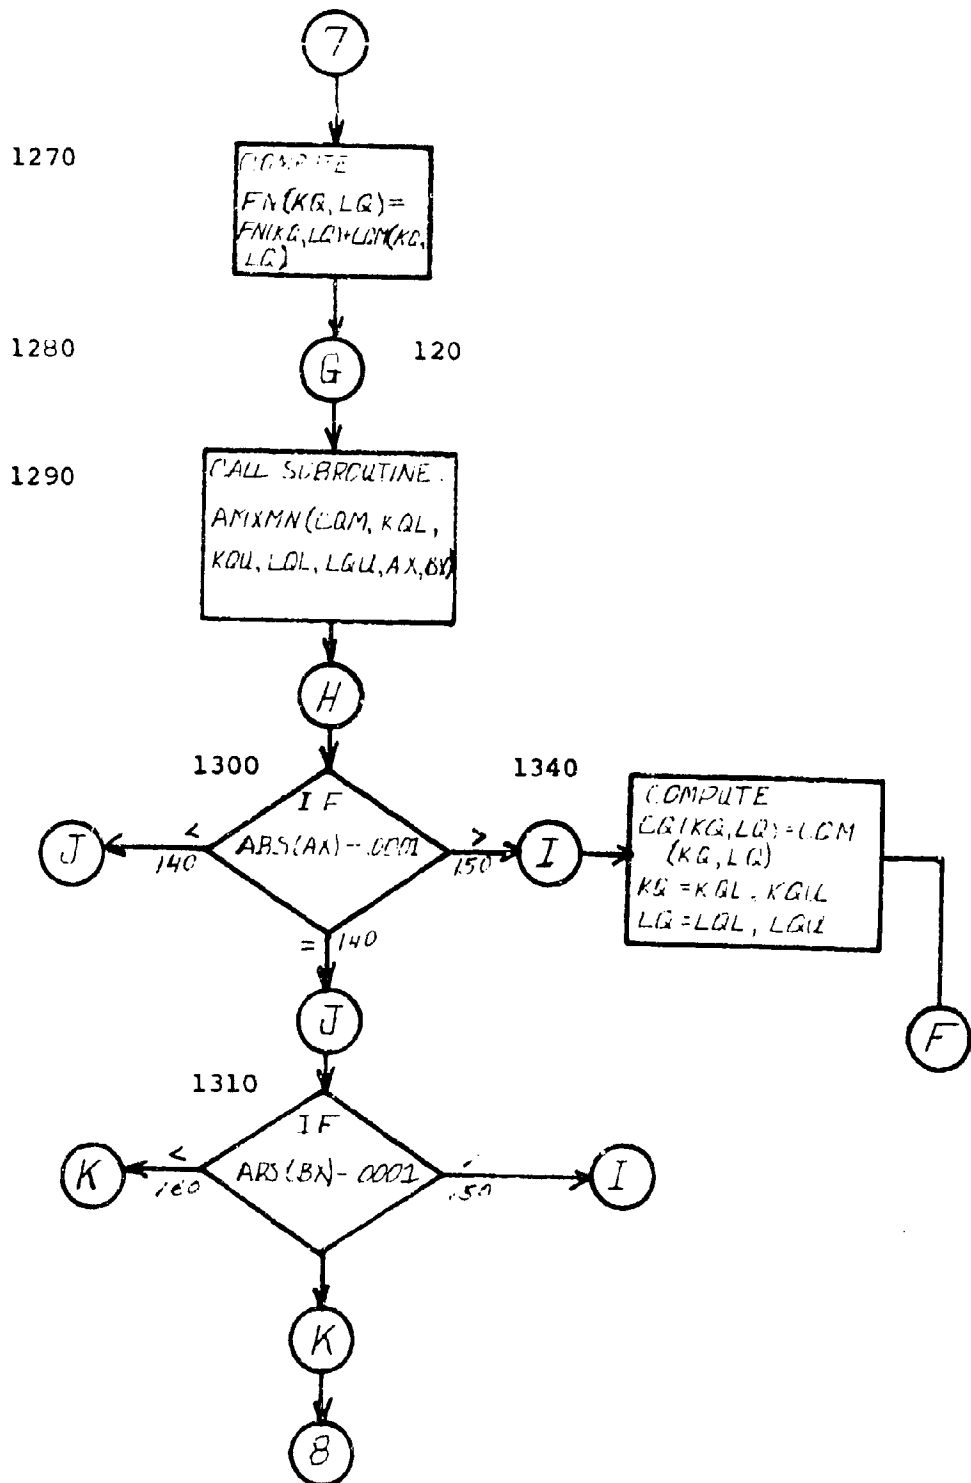 7
1270
COMPUTE
FN(KQ,LQ)=
FN(KQ,LQ)+LQM(KQ,
LQ)
1280
G
120
1290
CALL SUBROUTINE
AMXMN(LQM, KQL,
KQU, LQL, LQU, AX, BX)
H
1300
1340
IF
ABS(AX)-.0001
<
140
J
>
150
I
COMPUTE
LQ(KQ,LQ)=LQM
(KQ,LQ)
KQ=KQL, KQU
LQ=LQL, LQU
= 140
J
F
1310
IF
ABS(BX)-.0001
<
160
K
150
I
K
8